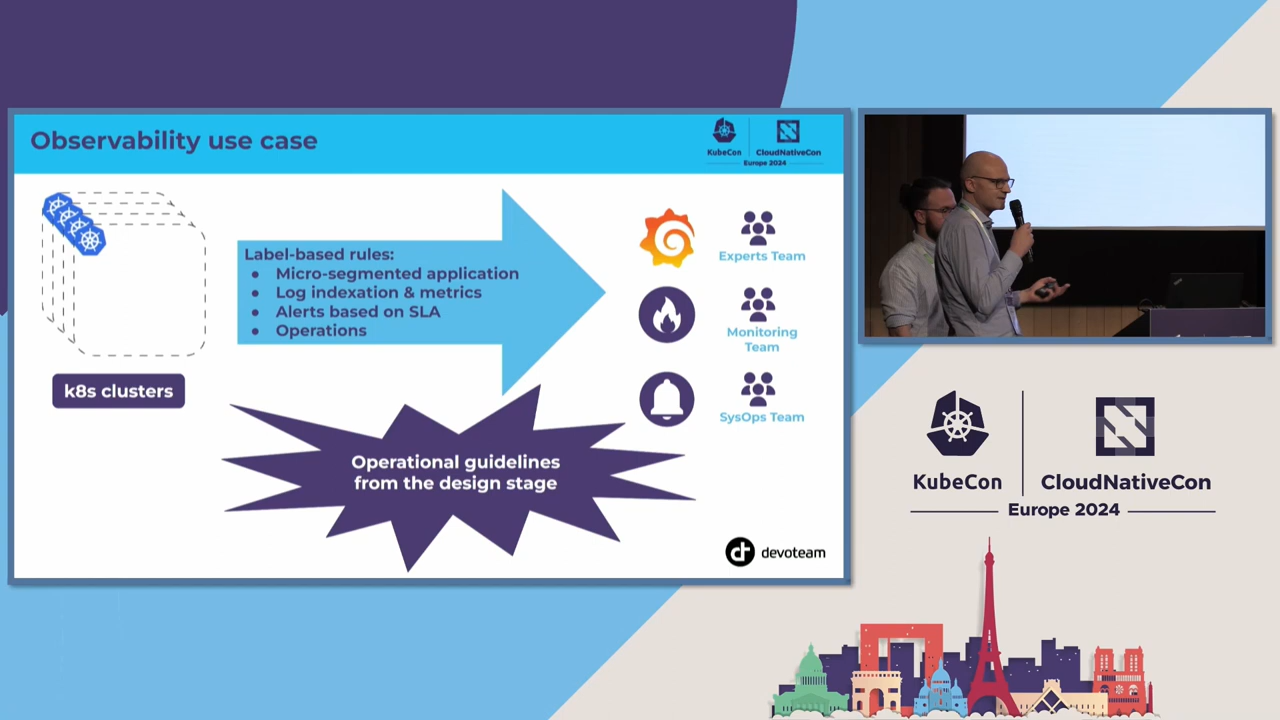 Observability use case
KubeCon
CloudNativeCon
Europe 2024
Label-based rules:
● Micro-segmented application
● Log indexation & metrics
● Alerts based on SLA
● Operations
k8s clusters
Experts Team
Monitoring
Team
SysOps Team
Operational guidelines
from the design stage
devoteam
KubeCon
CloudNativeCon
Europe 2024